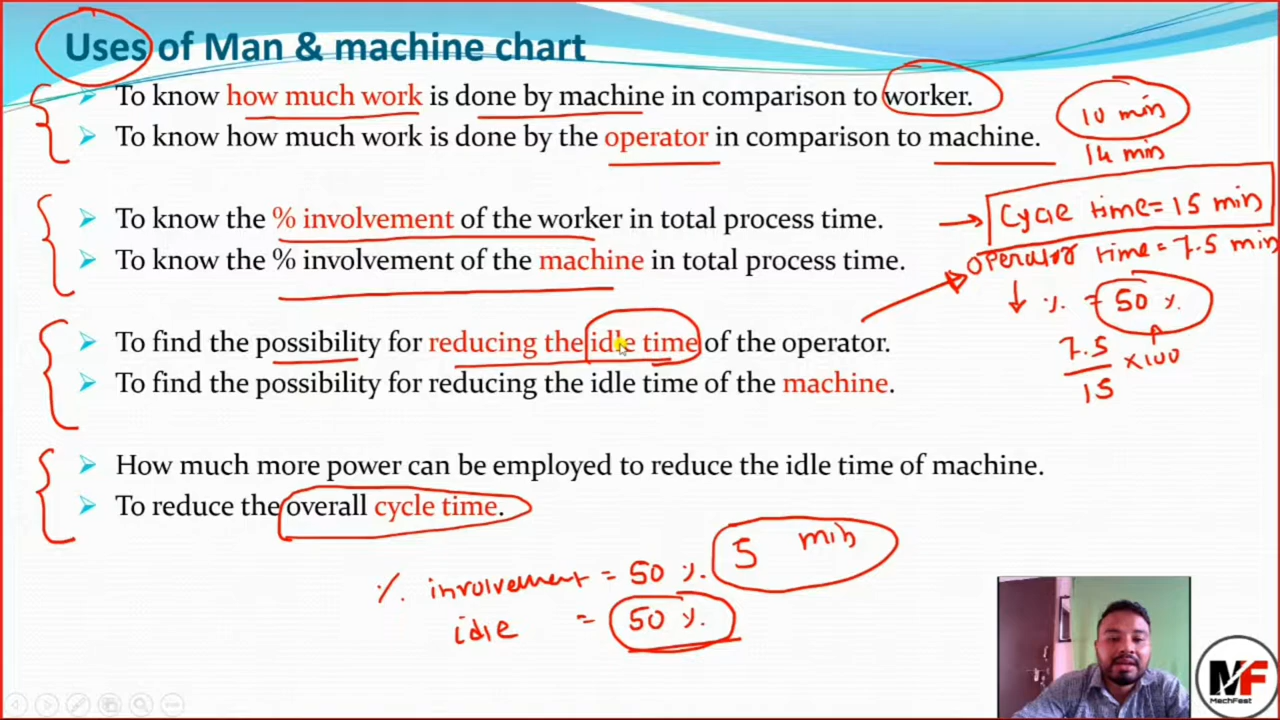 Uses of Man & machine chart
To know how much work is done by machine in comparison to worker.
To know how much work is done by the operator in comparison to machine.
10 min
14 min
To know the % involvement of the worker in total process time.
To know the % involvement of the machine in total process time.
Cycle time = 15 min
operator time = 7.5 min
↓ % = 50 %
7.5
15
×100
To find the possibility for reducing the idle time of the operator.
To find the possibility for reducing the idle time of the machine.
How much more power can be employed to reduce the idle time of machine.
To reduce the overall cycle time.
% involvement = 50 %.
5 min
idle = 50 %.
MF
MechFest